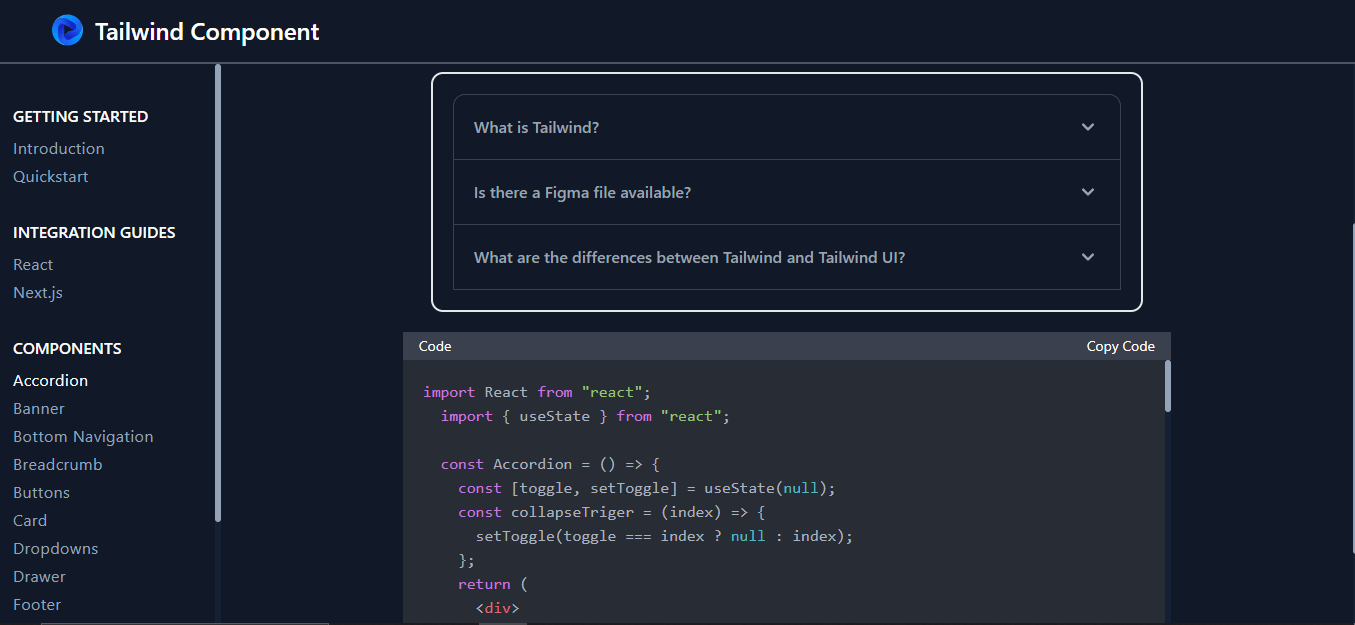 Tailwind Component
GETTING STARTED
Introduction
Quickstart
INTEGRATION GUIDES
React
Next.js
COMPONENTS
Accordion
Banner
Bottom Navigation
Breadcrumb
Buttons
Card
Dropdowns
Drawer
Footer
What is Tailwind?
Is there a Figma file available?
What are the differences between Tailwind and Tailwind UI?
Code Copy Code
import React from "react";
import { useState } from "react";
const Accordion = () => {
const [toggle, setToggle] = useState(null);
const collapseTriger = (index) => {
setToggle(toggle === index ? null : index);
};
return (
<div>